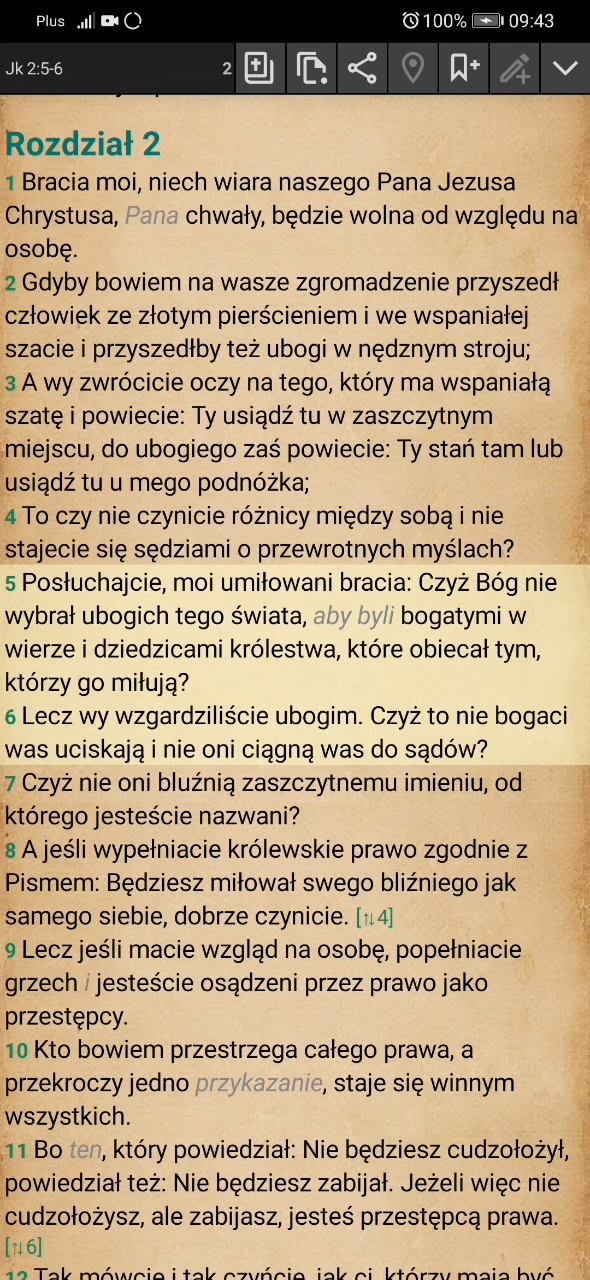 Plus 100% 09:43
Jk 2:5-6 2
Rozdział 2
1 Bracia moi, niech wiara naszego Pana Jezusa
Chrystusa, Pana chwały, będzie wolna od względu na
osobę.
2 Gdyby bowiem na wasze zgromadzenie przyszedł
człowiek ze złotym pierścieniem i we wspaniałej
szacie i przyszedłby też ubogi w nędznym stroju;
3 A wy zwrócicie oczy na tego, który ma wspaniałą
szatę i powiecie: Ty usiądź tu w zaszczytnym
miejscu, do ubogiego zaś powiecie: Ty stań tam lub
usiądź tu u mego podnóżka;
4 To czy nie czynicie różnicy między sobą i nie
stajecie się sędziami o przewrotnych myślach?
5 Posłuchajcie, moi umiłowani bracia: Czyż Bóg nie
wybrał ubogich tego świata, aby byli bogatymi w
wierze i dziedzicami królestwa, które obiecał tym,
którzy go miłują?
6 Lecz wy wzgardziliście ubogim. Czyż to nie bogaci
was uciskają i nie oni ciągną was do sądów?
7 Czyż nie oni bluźnią zaszczytnemu imieniu, od
którego jesteście nazwani?
8 A jeśli wypełniacie królewskie prawo zgodnie z
Pismem: Będziesz miłował swego bliźniego jak
samego siebie, dobrze czynicie. [↑↓4]
9 Lecz jeśli macie wzgląd na osobę, popełniacie
grzech i jesteście osądzeni przez prawo jako
przestępcy.
10 Kto bowiem przestrzega całego prawa, a
przekroczy jedno przykazanie, staje się winnym
wszystkich.
11 Bo ten, który powiedział: Nie będziesz cudzołożył,
powiedział też: Nie będziesz zabijał. Jeżeli więc nie
cudzołożysz, ale zabijasz, jesteś przestępcą prawa.
[↑↓6]
12 Tak mówcie i tak czyńcie, jak ci, którzy mają być